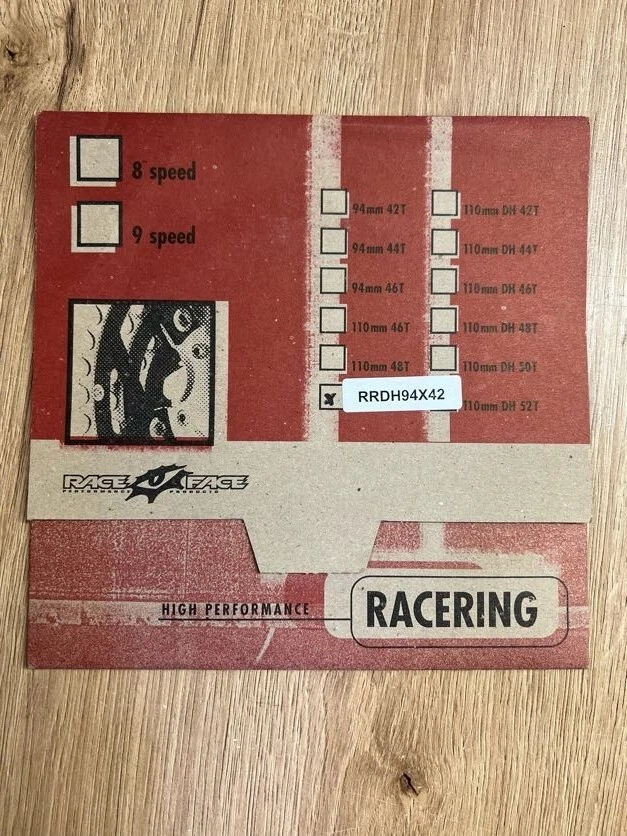 8 speed
9 speed
94mm 42T
94mm 44T
94mm 46T
110mm 46T
110mm 48T
x
RRDH94X42
110mm DH 42T
110mm DH 44T
110mm DH 46T
110mm DH 48T
110mm DH 50T
110mm DH 52T
RACE FACE
PERFORMANCE PRODUCTS
HIGH PERFORMANCE
RACERING